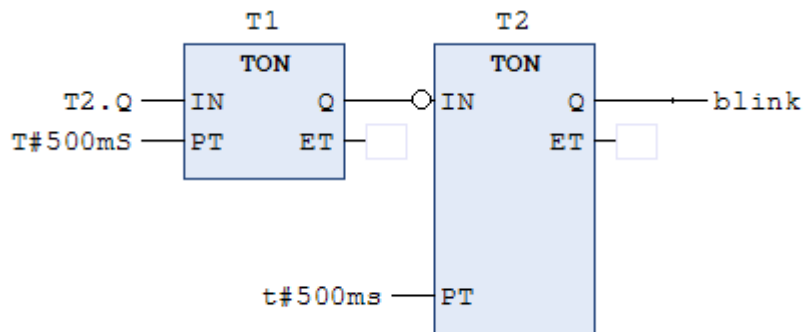 T1 T2
TON TON
T2.Q IN Q IN Q blink
T#500mS PT ET ET
t#500ms PT